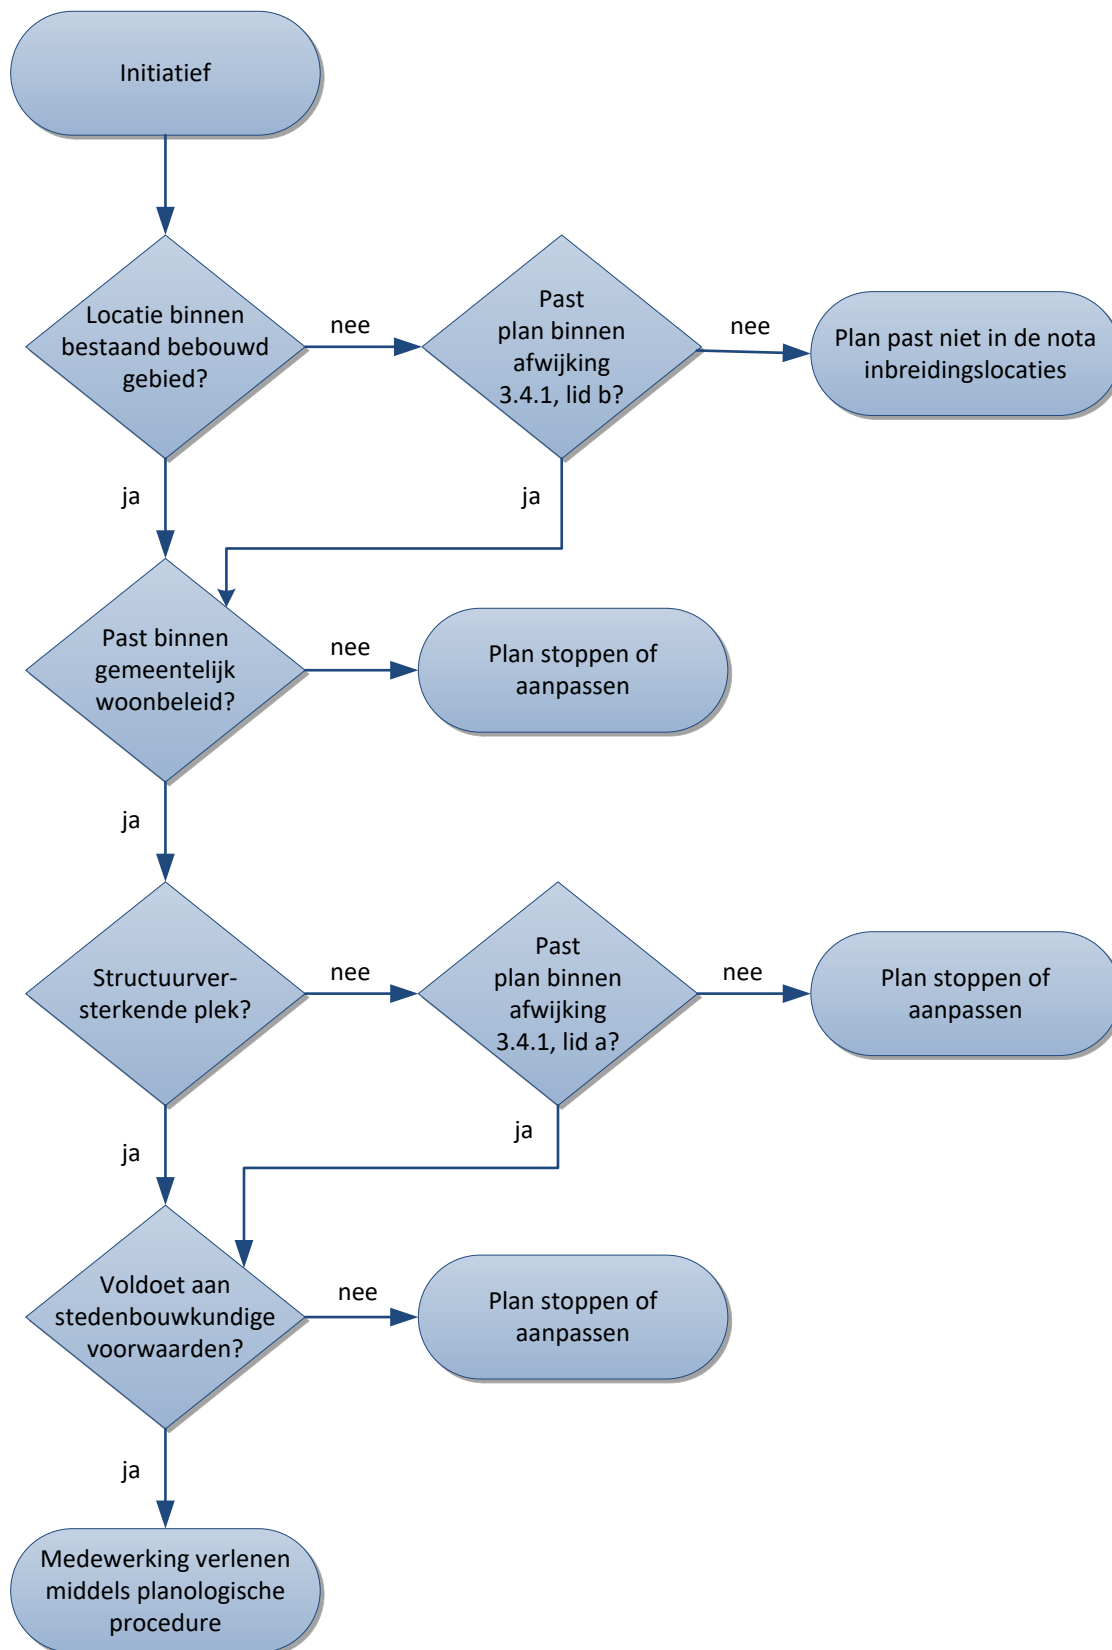 Initiatief
Locatie binnen
bestaand bebouwd
gebied?
nee
Past
plan binnen
afwijking
3.4.1, lid b?
nee
Plan past niet in de nota
inbreidingslocaties
ja
ja
Past binnen
gemeentelijk
woonbeleid?
nee
Plan stoppen of
aanpassen
ja
Structuurver-
sterkende plek?
nee
Past
plan binnen
afwijking
3.4.1, lid a?
nee
Plan stoppen of
aanpassen
ja
ja
Voldoet aan
stedenbouwkundige
voorwaarden?
nee
Plan stoppen of
aanpassen
ja
Medewerking verlenen
middels planologische
procedure